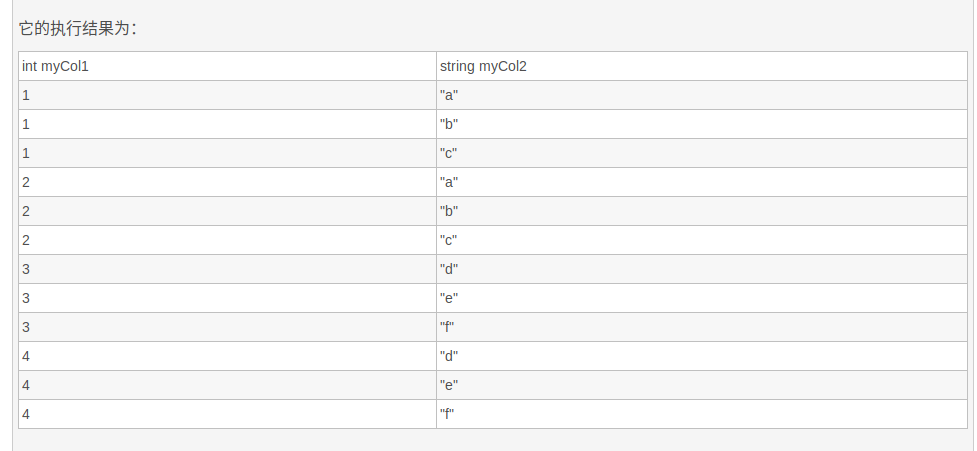 它的执行结果为：
int myCol1 string myCol2
1 "a"
1 "b"
1 "c"
2 "a"
2 "b"
2 "c"
3 "d"
3 "e"
3 "f"
4 "d"
4 "e"
4 "f"